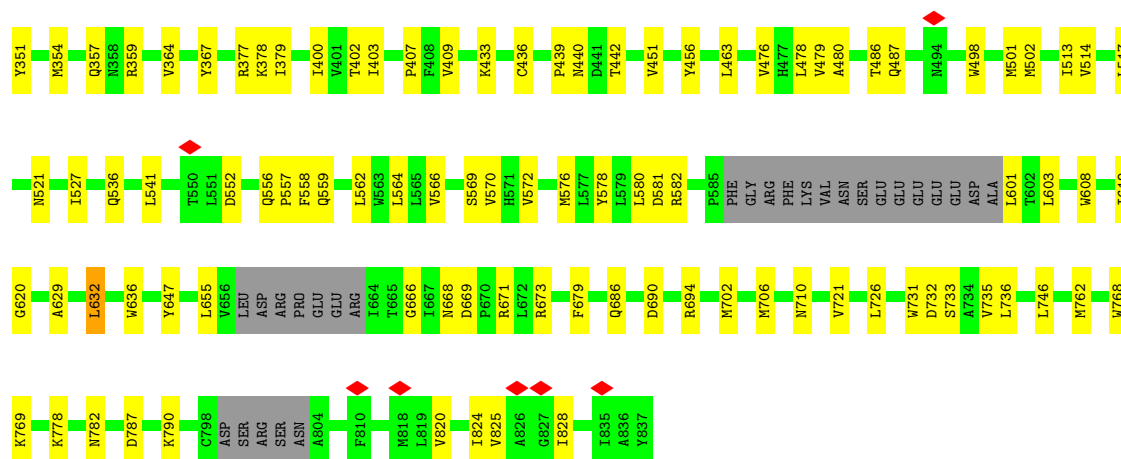 Y351 M354 Q357 N358 R359 V364 Y367 R377 K378 I379 I400 V401 T402 I403 P407 F408 V409 K433 C436 P439 N440 D441 T442 V451 Y456 L463 V476 H477 L478 V479 A480 T486 Q487 N494 W498 M501 M502 I513 V514
N521 I527 Q536 L541 T550 L551 D552 Q556 P557 F558 Q559 L562 W563 L564 L565 V566 S569 V570 H571 V572 M576 L577 Y578 L579 L580 D581 R582 P585 PHE GLY ARG PHE LYS VAL ASN SER GLU GLU GLU GLU GLU ASP ALA L601 T602 L603 W608
G620 A629 L632 W636 Y647 L655 V656 LEU ASP ARG PRO GLU GLU ARG I664 T665 G666 I667 N668 D669 P670 R671 L672 R673 F679 Q686 D690 R694 M702 M706 N710 V721 L726 W731 D732 S733 A734 V735 L736 L746 M762 W768
K769 K778 N782 D787 K790 C798 ASP SER ARG SER ASN A804 F810 M818 L819 V820 I824 V825 A826 G827 I828 I835 A836 Y837